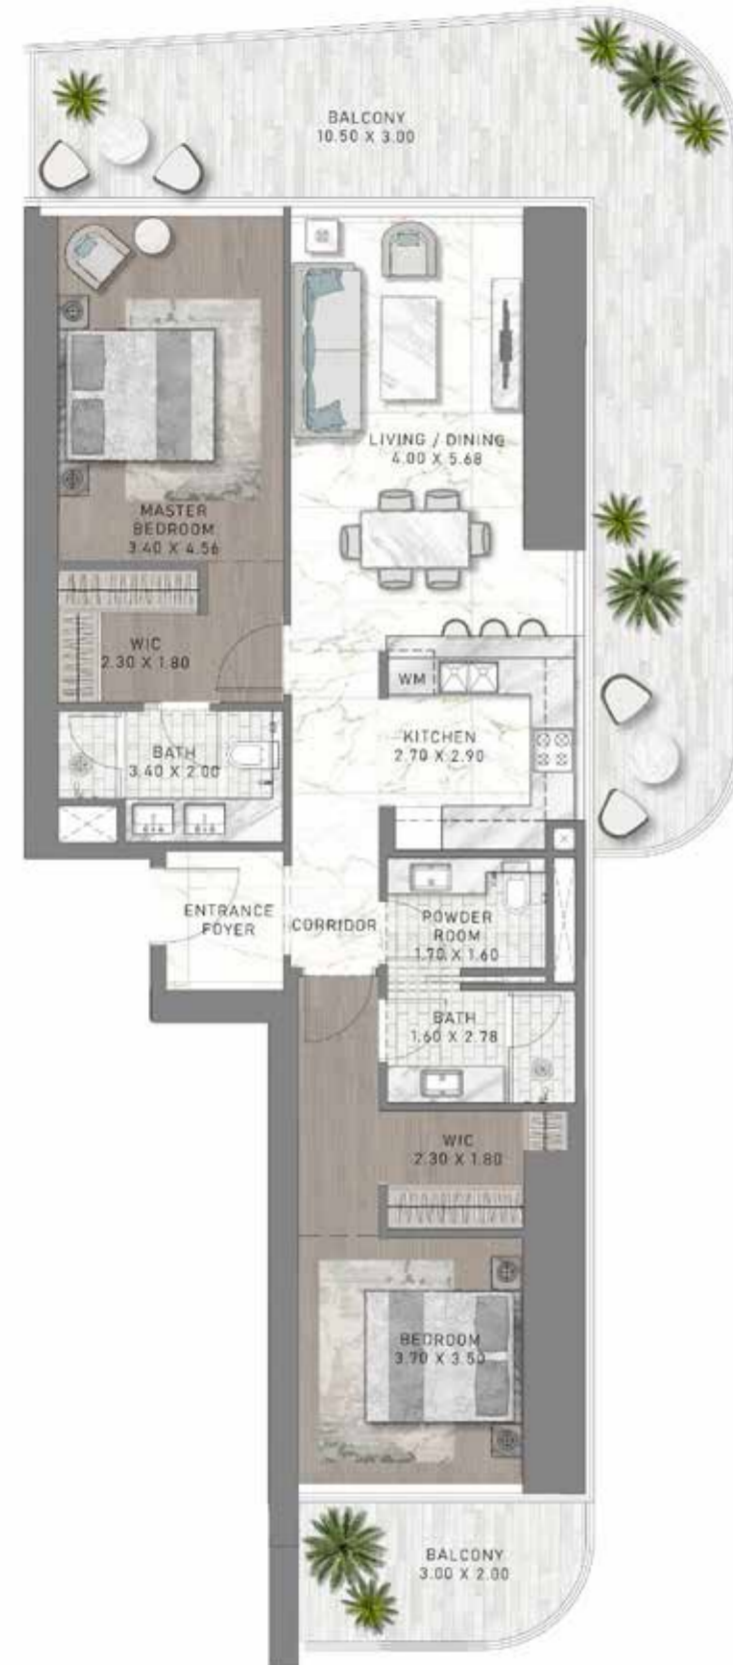 BALCONY
10.50 X 3.00
LIVING / DINING
4.00 X 5.68
MASTER
BEDROOM
3.40 X 4.56
WIC
2.30 X 1.80
WM
KITCHEN
2.70 X 2.90
BATH
3.40 X 2.00
ENTRANCE
FOYER
CORRIDOR
POWDER
ROOM
1.70 X 1.60
BATH
1.60 X 2.78
WIC
2.30 X 1.80
BEDROOM
3.70 X 3.50
BALCONY
3.00 X 2.00